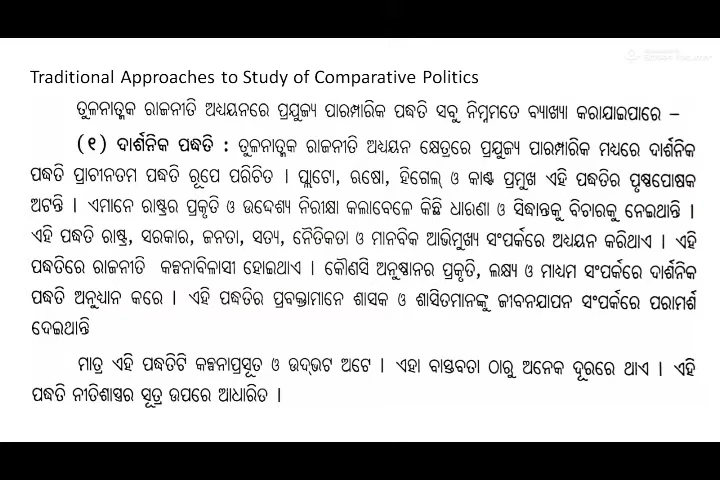 Traditional Approaches to Study of Comparative Politics
ତୁଳନାତ୍ମକ ରାଜନୀତି ଅଧ୍ୟୟନରେ ପ୍ରଯୁଜ୍ୟ ପାରମ୍ପାରିକ ପଦ୍ଧତି ସବୁ ନିମ୍ନମତେ ବ୍ୟାଖ୍ୟା କରାଯାଇପାରେ –
(୧) ଦାର୍ଶନିକ ପଦ୍ଧତି : ତୁଳନାତ୍ମକ ରାଜନୀତି ଅଧ୍ୟୟନ କ୍ଷେତ୍ରରେ ପ୍ରଯୁଜ୍ୟ ପାରମ୍ପାରିକ ମଧ୍ୟରେ ଦାର୍ଶନିକ
ପଦ୍ଧତି ପ୍ରାଚୀନତମ ପଦ୍ଧତି ରୂପେ ପରିଚିତ । ପ୍ଲାଟୋ, ଋଷୋ, ହିଗେଲ୍ ଓ କାଣ୍ଟ ପ୍ରମୁଖ ଏହି ପଦ୍ଧତିର ପୃଷ୍ଠପୋଷକ
ଅଟନ୍ତି । ଏମାନେ ରାଷ୍ଟ୍ରର ପ୍ରକୃତି ଓ ଉଦ୍ଦେଶ୍ୟ ନିରୀକ୍ଷା କଲାବେଳେ କିଛି ଧାରଣା ଓ ସିଦ୍ଧାନ୍ତକୁ ବିଚାରକୁ ନେଇଥାନ୍ତି ।
ଏହି ପଦ୍ଧତି ରାଷ୍ଟ୍ର, ସରକାର, ଜନତା, ସତ୍ୟ, ନୈତିକତା ଓ ମାନବିକ ଆଭିମୁଖ୍ୟ ସଂପର୍କରେ ଅଧ୍ୟୟନ କରିଥାଏ । ଏହି
ପଦ୍ଧତିରେ ରାଜନୀତି କଳ୍ପନାବିଳାସୀ ହୋଇଥାଏ । କୌଣସି ଅନୁଷ୍ଠାନର ପ୍ରକୃତି, ଲକ୍ଷ୍ୟ ଓ ମାଧ୍ୟମ ସଂପର୍କରେ ଦାର୍ଶନିକ
ପଦ୍ଧତି ଅନୁଧ୍ୟାନ କରେ । ଏହି ପଦ୍ଧତିର ପ୍ରବକ୍ତାମାନେ ଶାସକ ଓ ଶାସିତମାନଙ୍କୁ ଜୀବନଯାପନ ସଂପର୍କରେ ପରାମର୍ଶ
ଦେଇଥାନ୍ତି
ମାତ୍ର ଏହି ପଦ୍ଧତିଟି କଳ୍ପନାପ୍ରସୂତ ଓ ଉଦ୍‌ଭଟ ଅଟେ । ଏହା ବାସ୍ତବତା ଠାରୁ ଅନେକ ଦୂରରେ ଥାଏ । ଏହି
ପଦ୍ଧତି ନୀତିଶାସ୍ତ୍ରର ସୂତ୍ର ଉପରେ ଆଧାରିତ ।